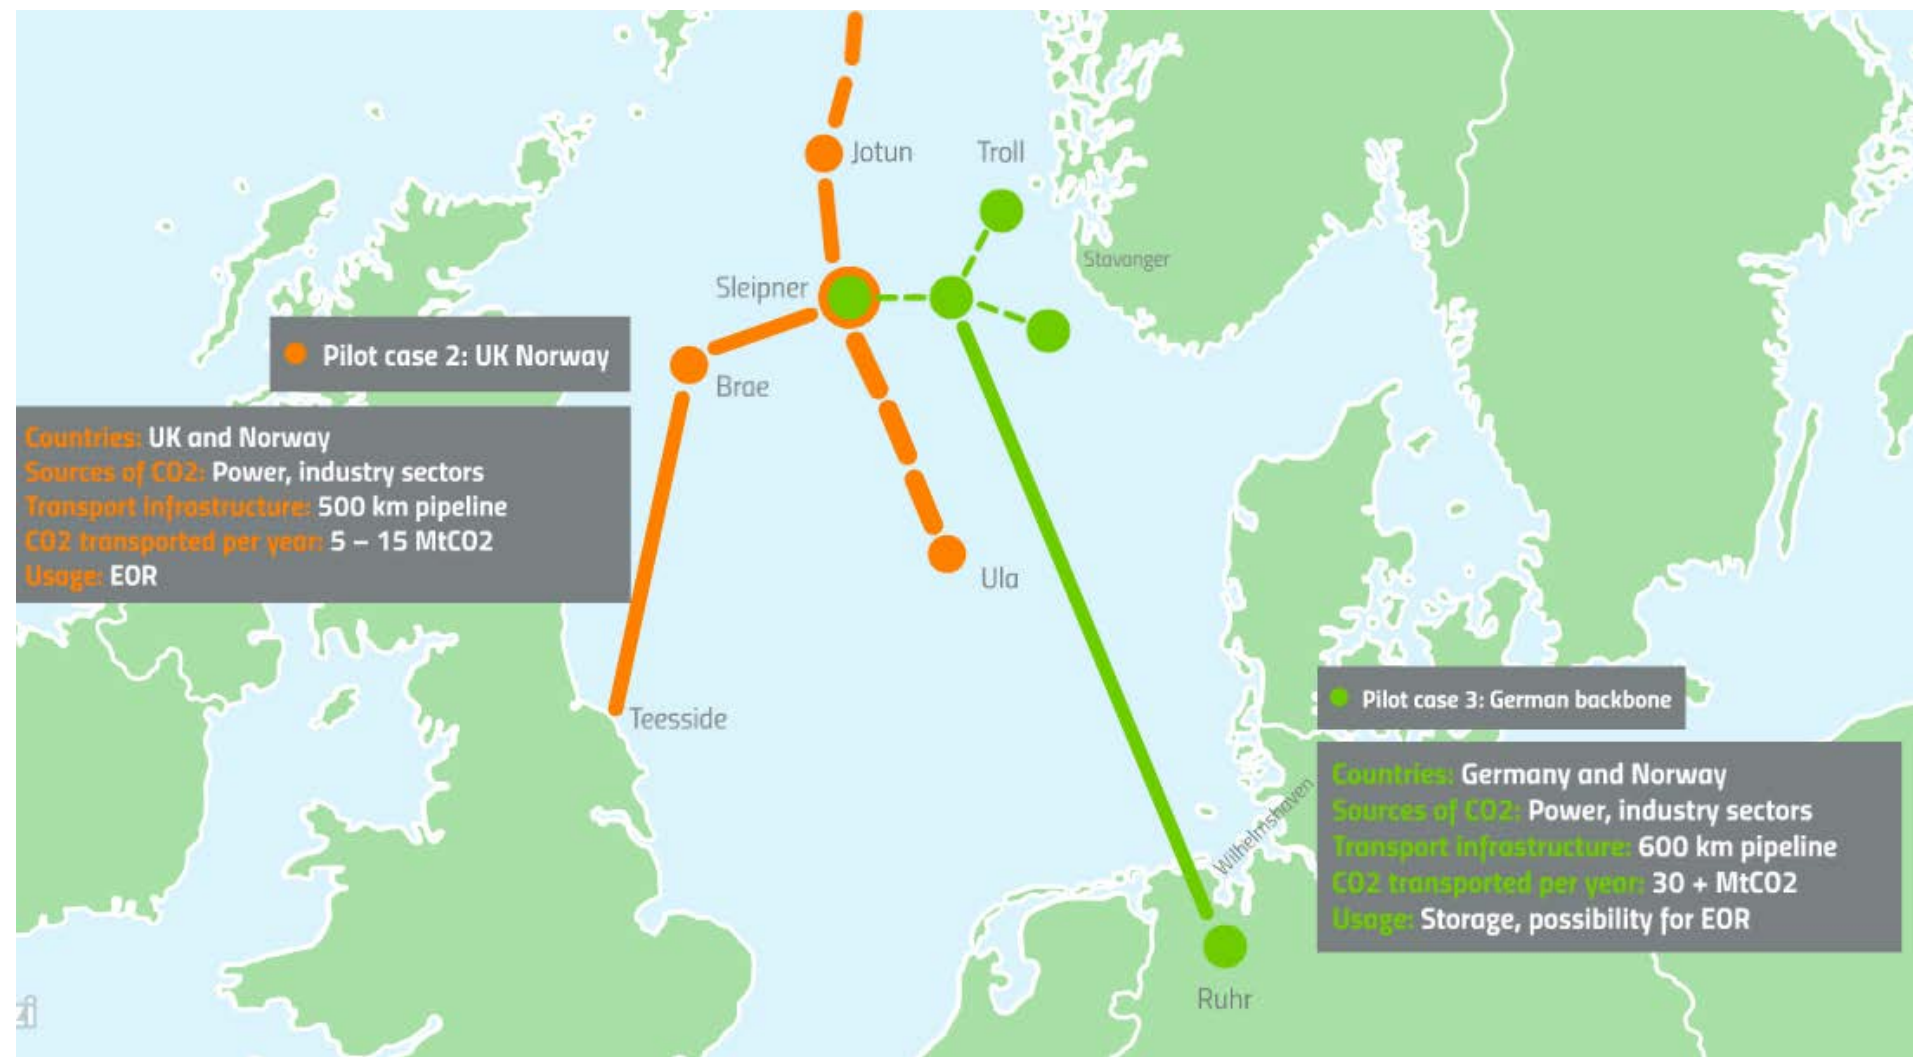 Jotun
Troll
Stavanger
Sleipner
Pilot case 2: UK Norway
Brae
Countries: UK and Norway
Sources of CO2: Power, industry sectors
Transport infrastructure: 500 km pipeline
CO2 transported per year: 5 – 15 MtCO2
Usage: EOR
Ula
Teesside
Pilot case 3: German backbone
Countries: Germany and Norway
Sources of CO2: Power, industry sectors
Transport infrastructure: 600 km pipeline
CO2 transported per year: 30 + MtCO2
Usage: Storage, possibility for EOR
Wilhelmshaven
Ruhr